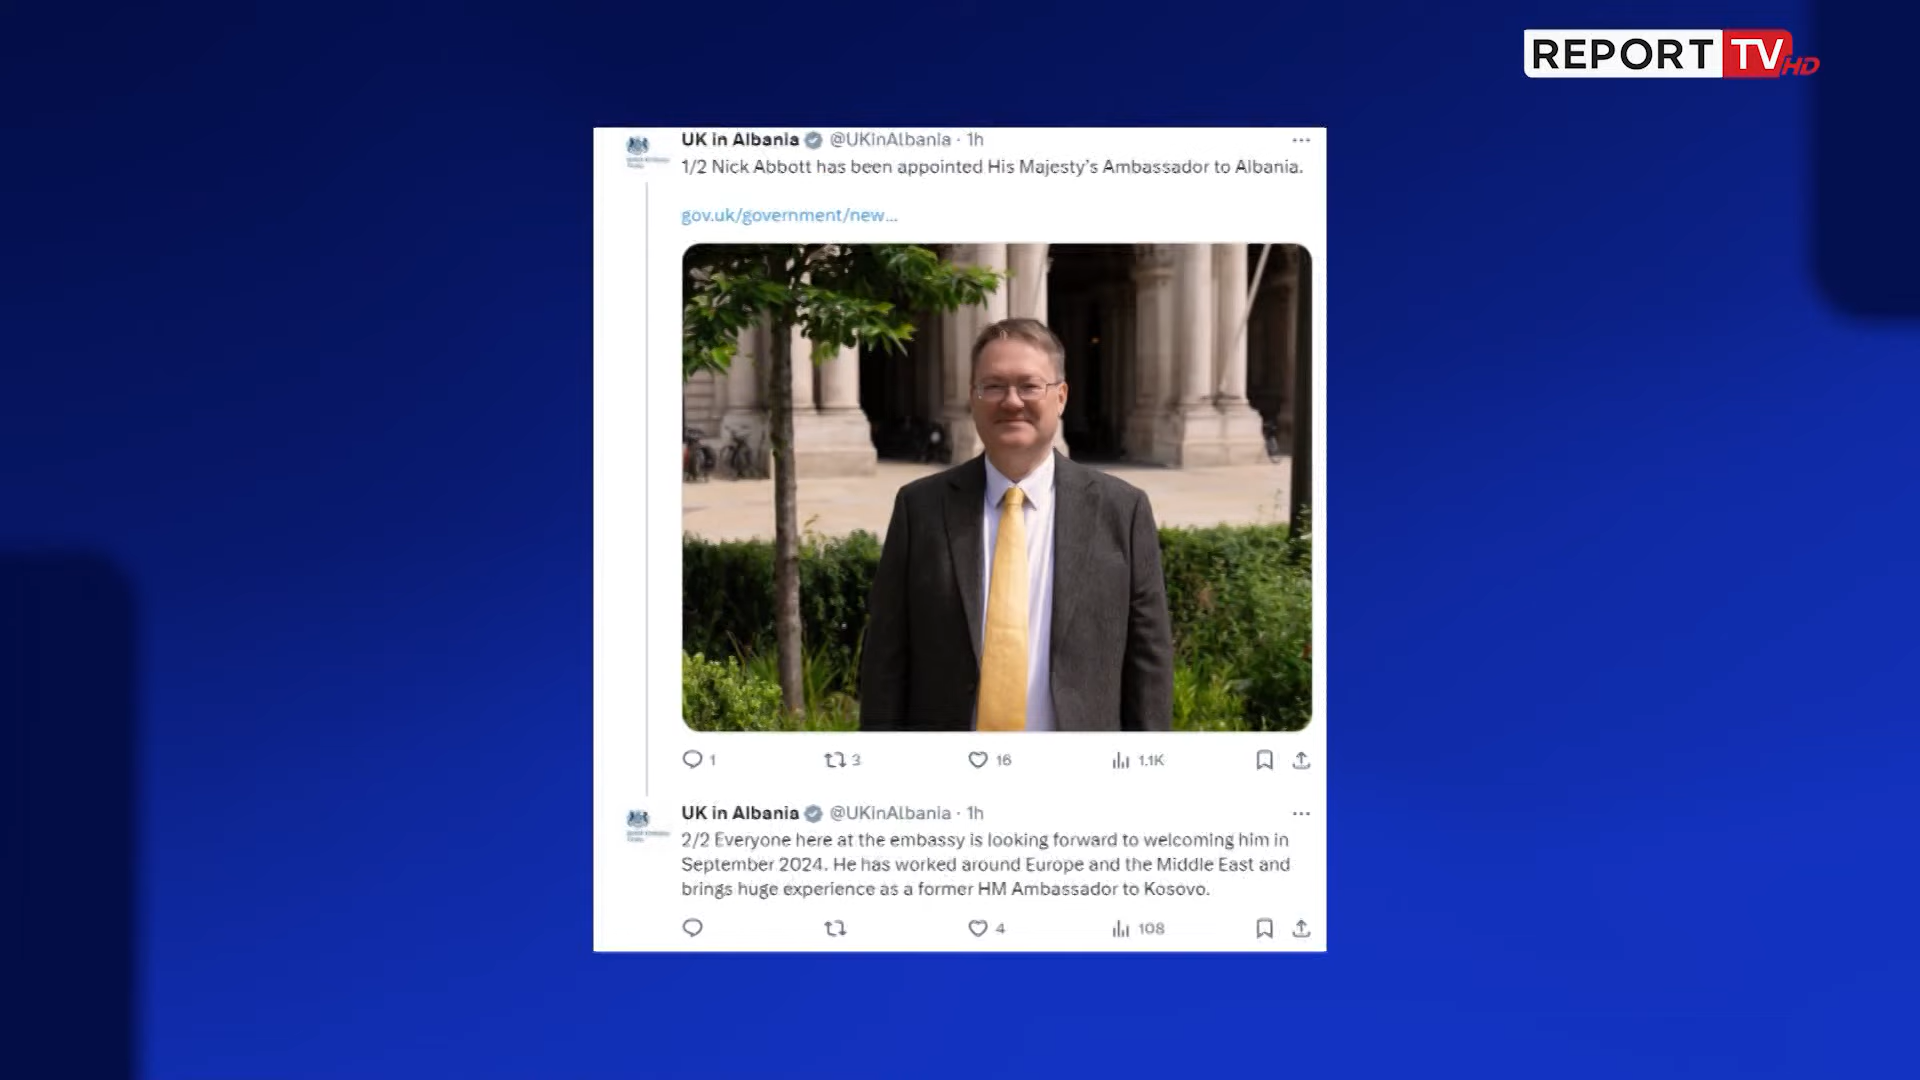 REPORT TV HD
UK in Albania @UKinAlbania · 1h
1/2 Nick Abbott has been appointed His Majesty's Ambassador to Albania.
gov.uk/government/new...
1 3 16 1.1K
UK in Albania @UKinAlbania · 1h
2/2 Everyone here at the embassy is looking forward to welcoming him in
September 2024. He has worked around Europe and the Middle East and
brings huge experience as a former HM Ambassador to Kosovo.
4 108